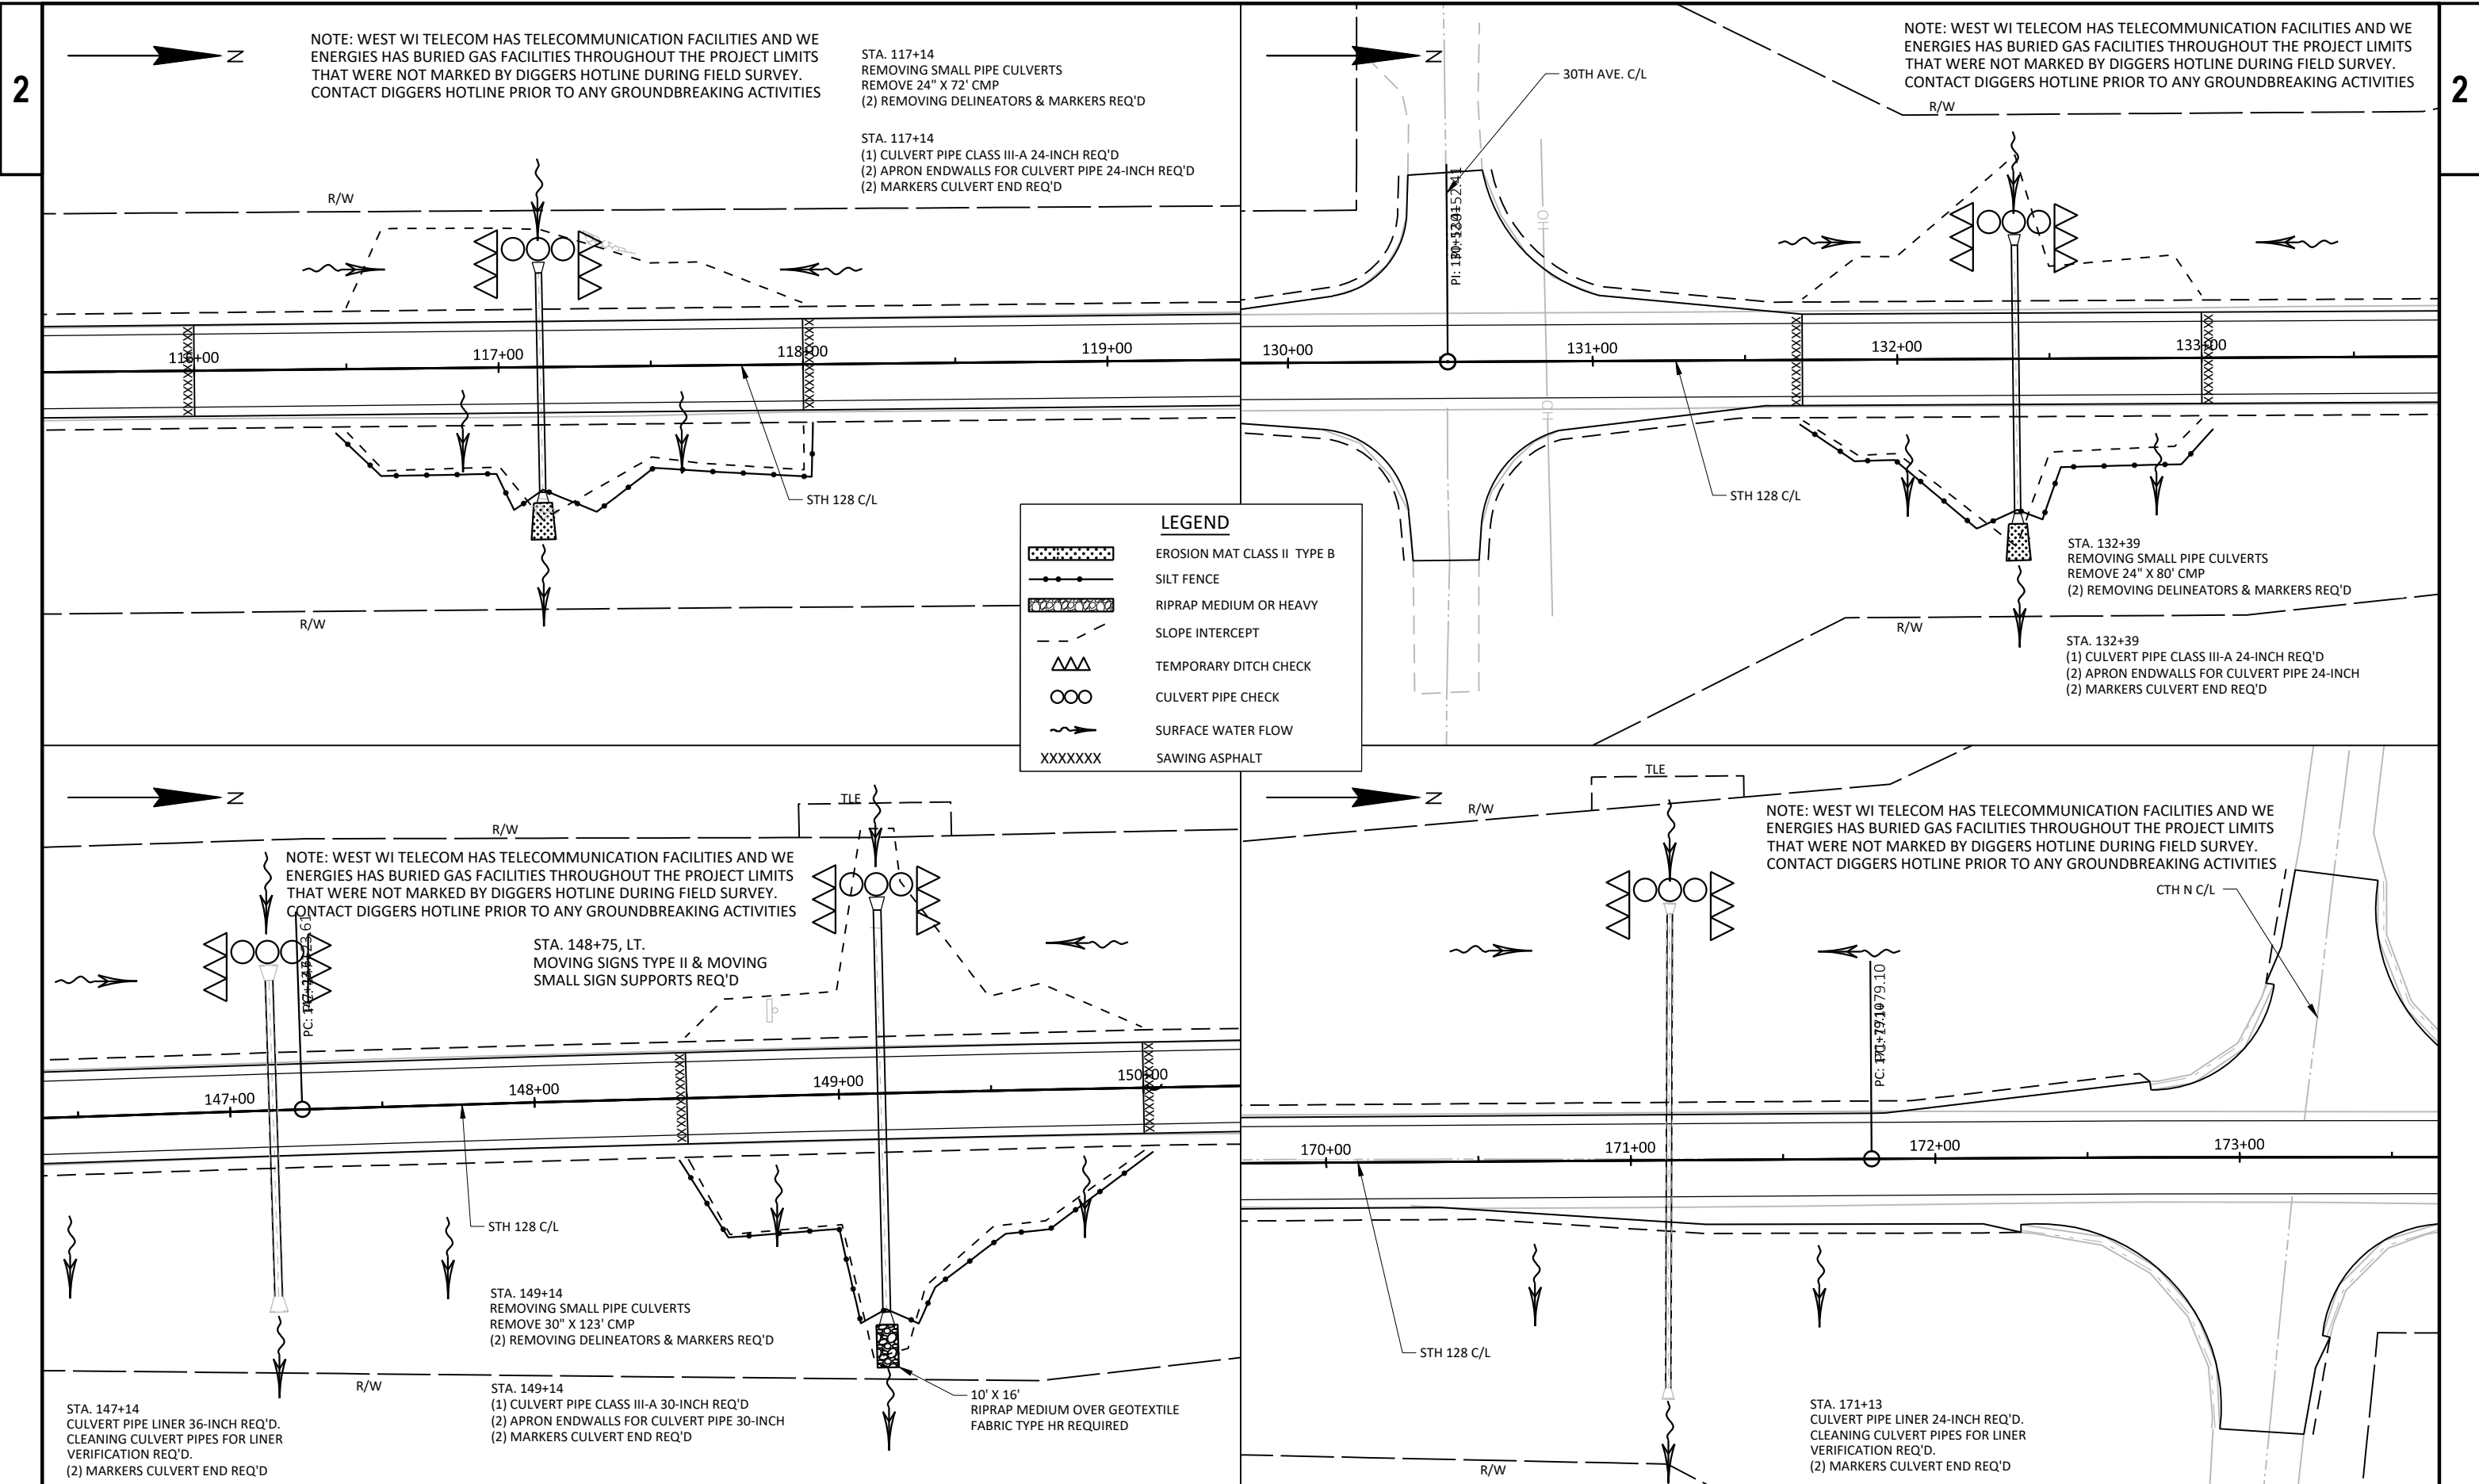 2
2
N
NOTE: WEST WI TELECOM HAS TELECOMMUNICATION FACILITIES AND WE
ENERGIES HAS BURIED GAS FACILITIES THROUGHOUT THE PROJECT LIMITS
THAT WERE NOT MARKED BY DIGGERS HOTLINE DURING FIELD SURVEY.
CONTACT DIGGERS HOTLINE PRIOR TO ANY GROUNDBREAKING ACTIVITIES
STA. 117+14
REMOVING SMALL PIPE CULVERTS
REMOVE 24" X 72' CMP
(2) REMOVING DELINEATORS & MARKERS REQ'D
STA. 117+14
(1) CULVERT PIPE CLASS III-A 24-INCH REQ'D
(2) APRON ENDWALLS FOR CULVERT PIPE 24-INCH REQ'D
(2) MARKERS CULVERT END REQ'D
R/W
116+00
117+00
118+00
119+00
STH 128 C/L
R/W
N
30TH AVE. C/L
NOTE: WEST WI TELECOM HAS TELECOMMUNICATION FACILITIES AND WE
ENERGIES HAS BURIED GAS FACILITIES THROUGHOUT THE PROJECT LIMITS
THAT WERE NOT MARKED BY DIGGERS HOTLINE DURING FIELD SURVEY.
CONTACT DIGGERS HOTLINE PRIOR TO ANY GROUNDBREAKING ACTIVITIES
R/W
OH
PI:
130+00
131+00
132+00
133+00
OH
STH 128 C/L
STA. 132+39
REMOVING SMALL PIPE CULVERTS
REMOVE 24" X 80' CMP
(2) REMOVING DELINEATORS & MARKERS REQ'D
R/W
STA. 132+39
(1) CULVERT PIPE CLASS III-A 24-INCH REQ'D
(2) APRON ENDWALLS FOR CULVERT PIPE 24-INCH
(2) MARKERS CULVERT END REQ'D
LEGEND
EROSION MAT CLASS II TYPE B
SILT FENCE
RIPRAP MEDIUM OR HEAVY
SLOPE INTERCEPT
TEMPORARY DITCH CHECK
CULVERT PIPE CHECK
SURFACE WATER FLOW
XXXXXXX SAWING ASPHALT
N
TLE
R/W
NOTE: WEST WI TELECOM HAS TELECOMMUNICATION FACILITIES AND WE
ENERGIES HAS BURIED GAS FACILITIES THROUGHOUT THE PROJECT LIMITS
THAT WERE NOT MARKED BY DIGGERS HOTLINE DURING FIELD SURVEY.
CONTACT DIGGERS HOTLINE PRIOR TO ANY GROUNDBREAKING ACTIVITIES
STA. 148+75, LT.
MOVING SIGNS TYPE II & MOVING
SMALL SIGN SUPPORTS REQ'D
PC:
147+00
148+00
149+00
150+00
STH 128 C/L
STA. 149+14
REMOVING SMALL PIPE CULVERTS
REMOVE 30" X 123' CMP
(2) REMOVING DELINEATORS & MARKERS REQ'D
R/W
STA. 149+14
(1) CULVERT PIPE CLASS III-A 30-INCH REQ'D
(2) APRON ENDWALLS FOR CULVERT PIPE 30-INCH
(2) MARKERS CULVERT END REQ'D
10' X 16'
RIPRAP MEDIUM OVER GEOTEXTILE
FABRIC TYPE HR REQUIRED
STA. 147+14
CULVERT PIPE LINER 36-INCH REQ'D.
CLEANING CULVERT PIPES FOR LINER
VERIFICATION REQ'D.
(2) MARKERS CULVERT END REQ'D
N
R/W
TLE
NOTE: WEST WI TELECOM HAS TELECOMMUNICATION FACILITIES AND WE
ENERGIES HAS BURIED GAS FACILITIES THROUGHOUT THE PROJECT LIMITS
THAT WERE NOT MARKED BY DIGGERS HOTLINE DURING FIELD SURVEY.
CONTACT DIGGERS HOTLINE PRIOR TO ANY GROUNDBREAKING ACTIVITIES
CTH N C/L
PC:
170+00
171+00
172+00
173+00
STH 128 C/L
STA. 171+13
CULVERT PIPE LINER 24-INCH REQ'D.
CLEANING CULVERT PIPES FOR LINER
VERIFICATION REQ'D.
(2) MARKERS CULVERT END REQ'D
R/W